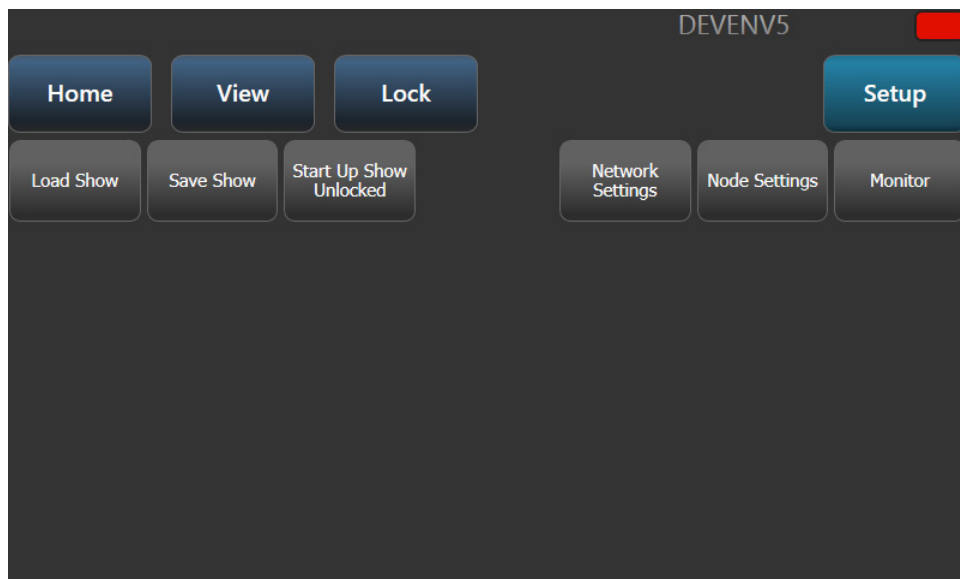 DEVENV5
Home
View
Lock
Setup
Load Show
Save Show
Start Up Show
Unlocked
Network
Settings
Node Settings
Monitor